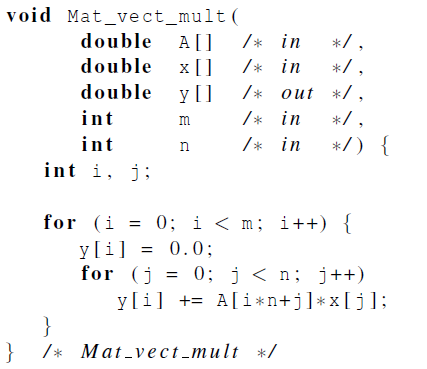 void Mat_vect_mult(
      double  A[]  /* in  */,
      double  x[]  /* in  */,
      double  y[]  /* out */,
      int     m    /* in  */,
      int     n    /* in  */) {
   int i, j;

   for (i = 0; i < m; i++) {
      y[i] = 0.0;
      for (j = 0; j < n; j++)
         y[i] += A[i*n+j]*x[j];
   }
}  /* Mat_vect_mult */